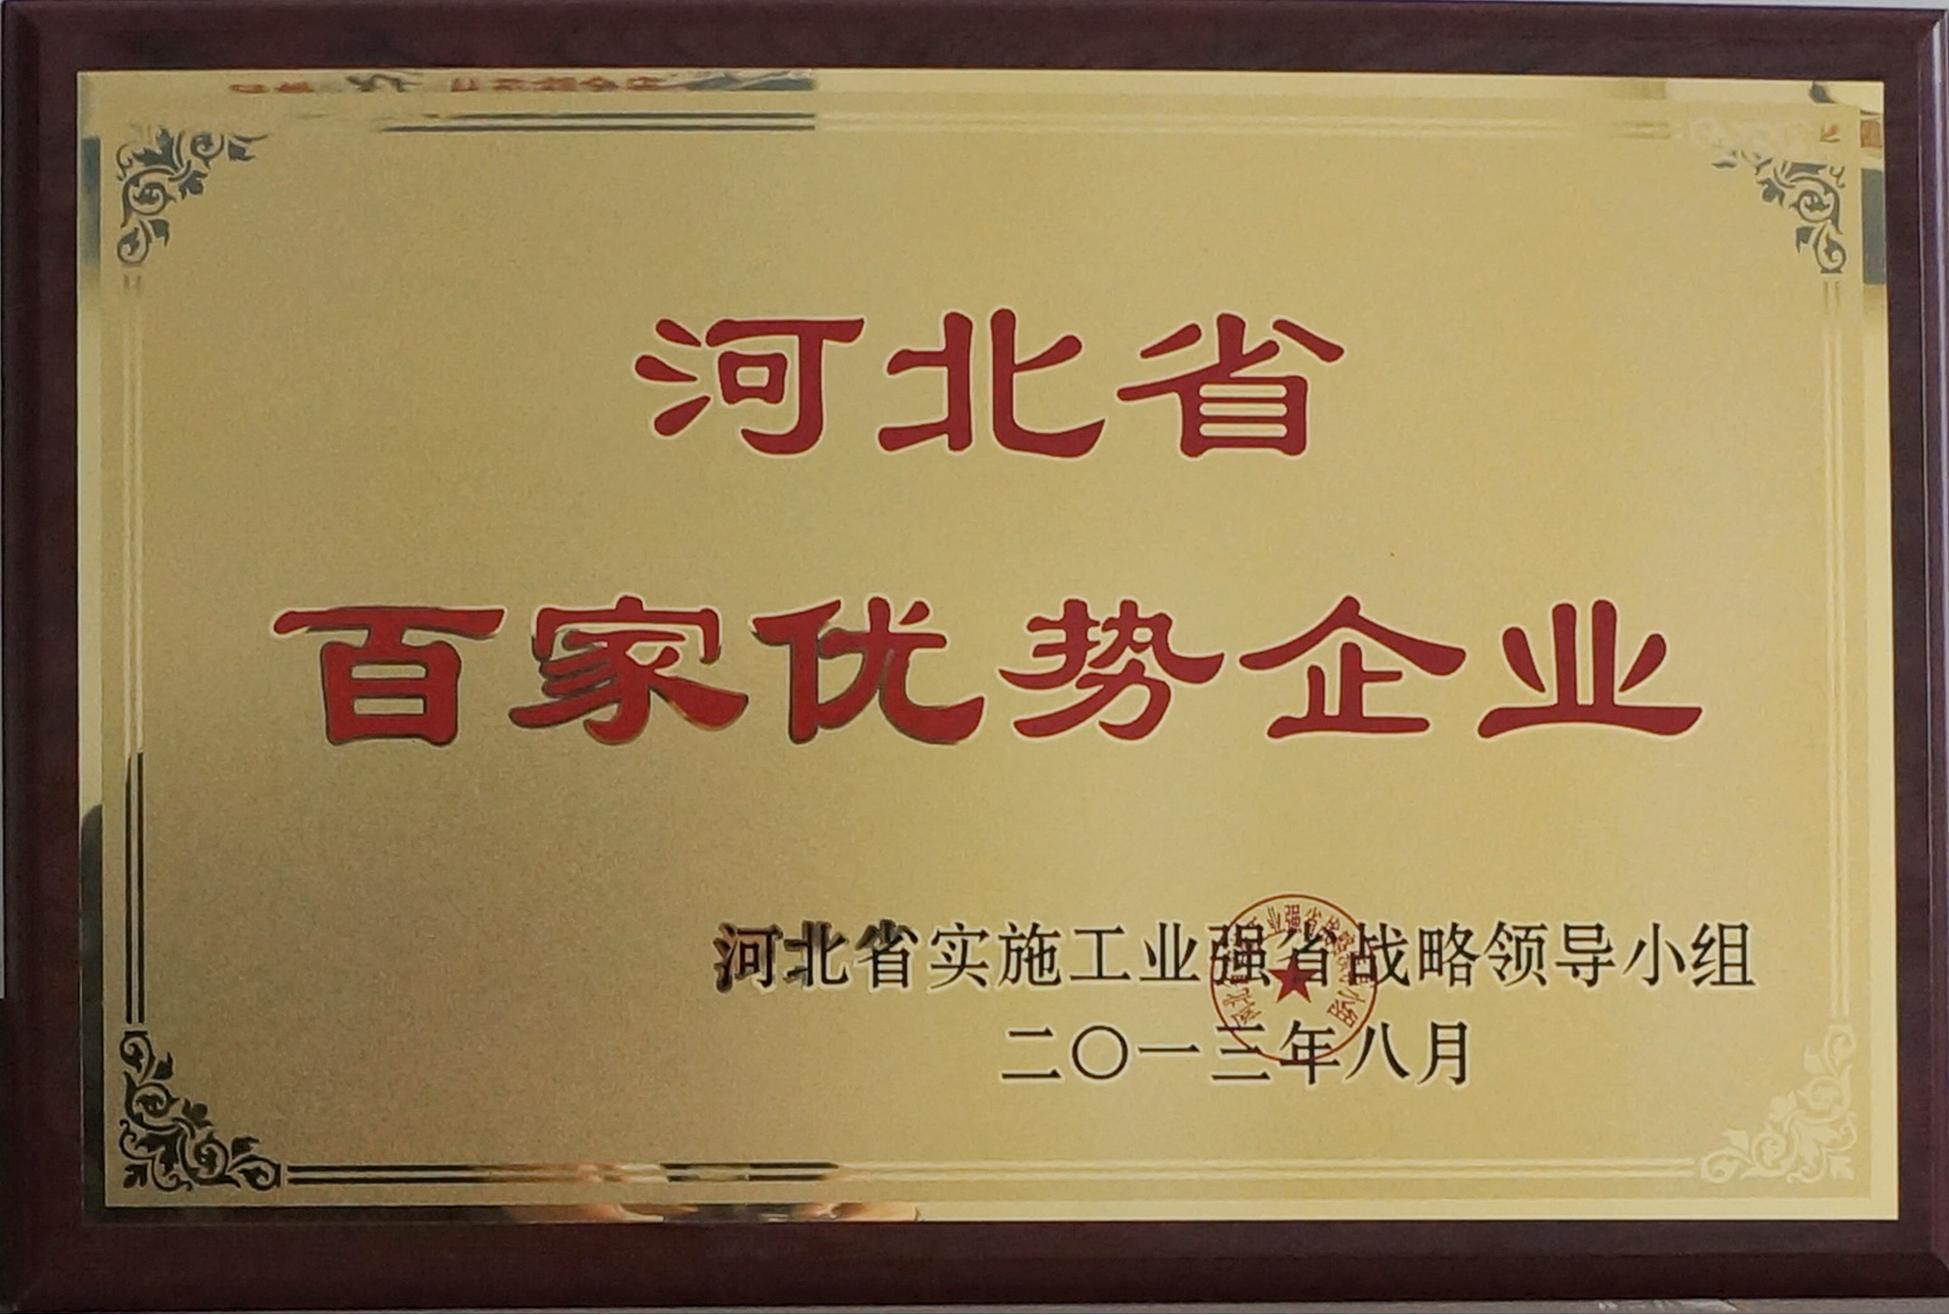 河北省
百家优势企业
河北省实施工业强省战略领导小组
二〇一三年八月